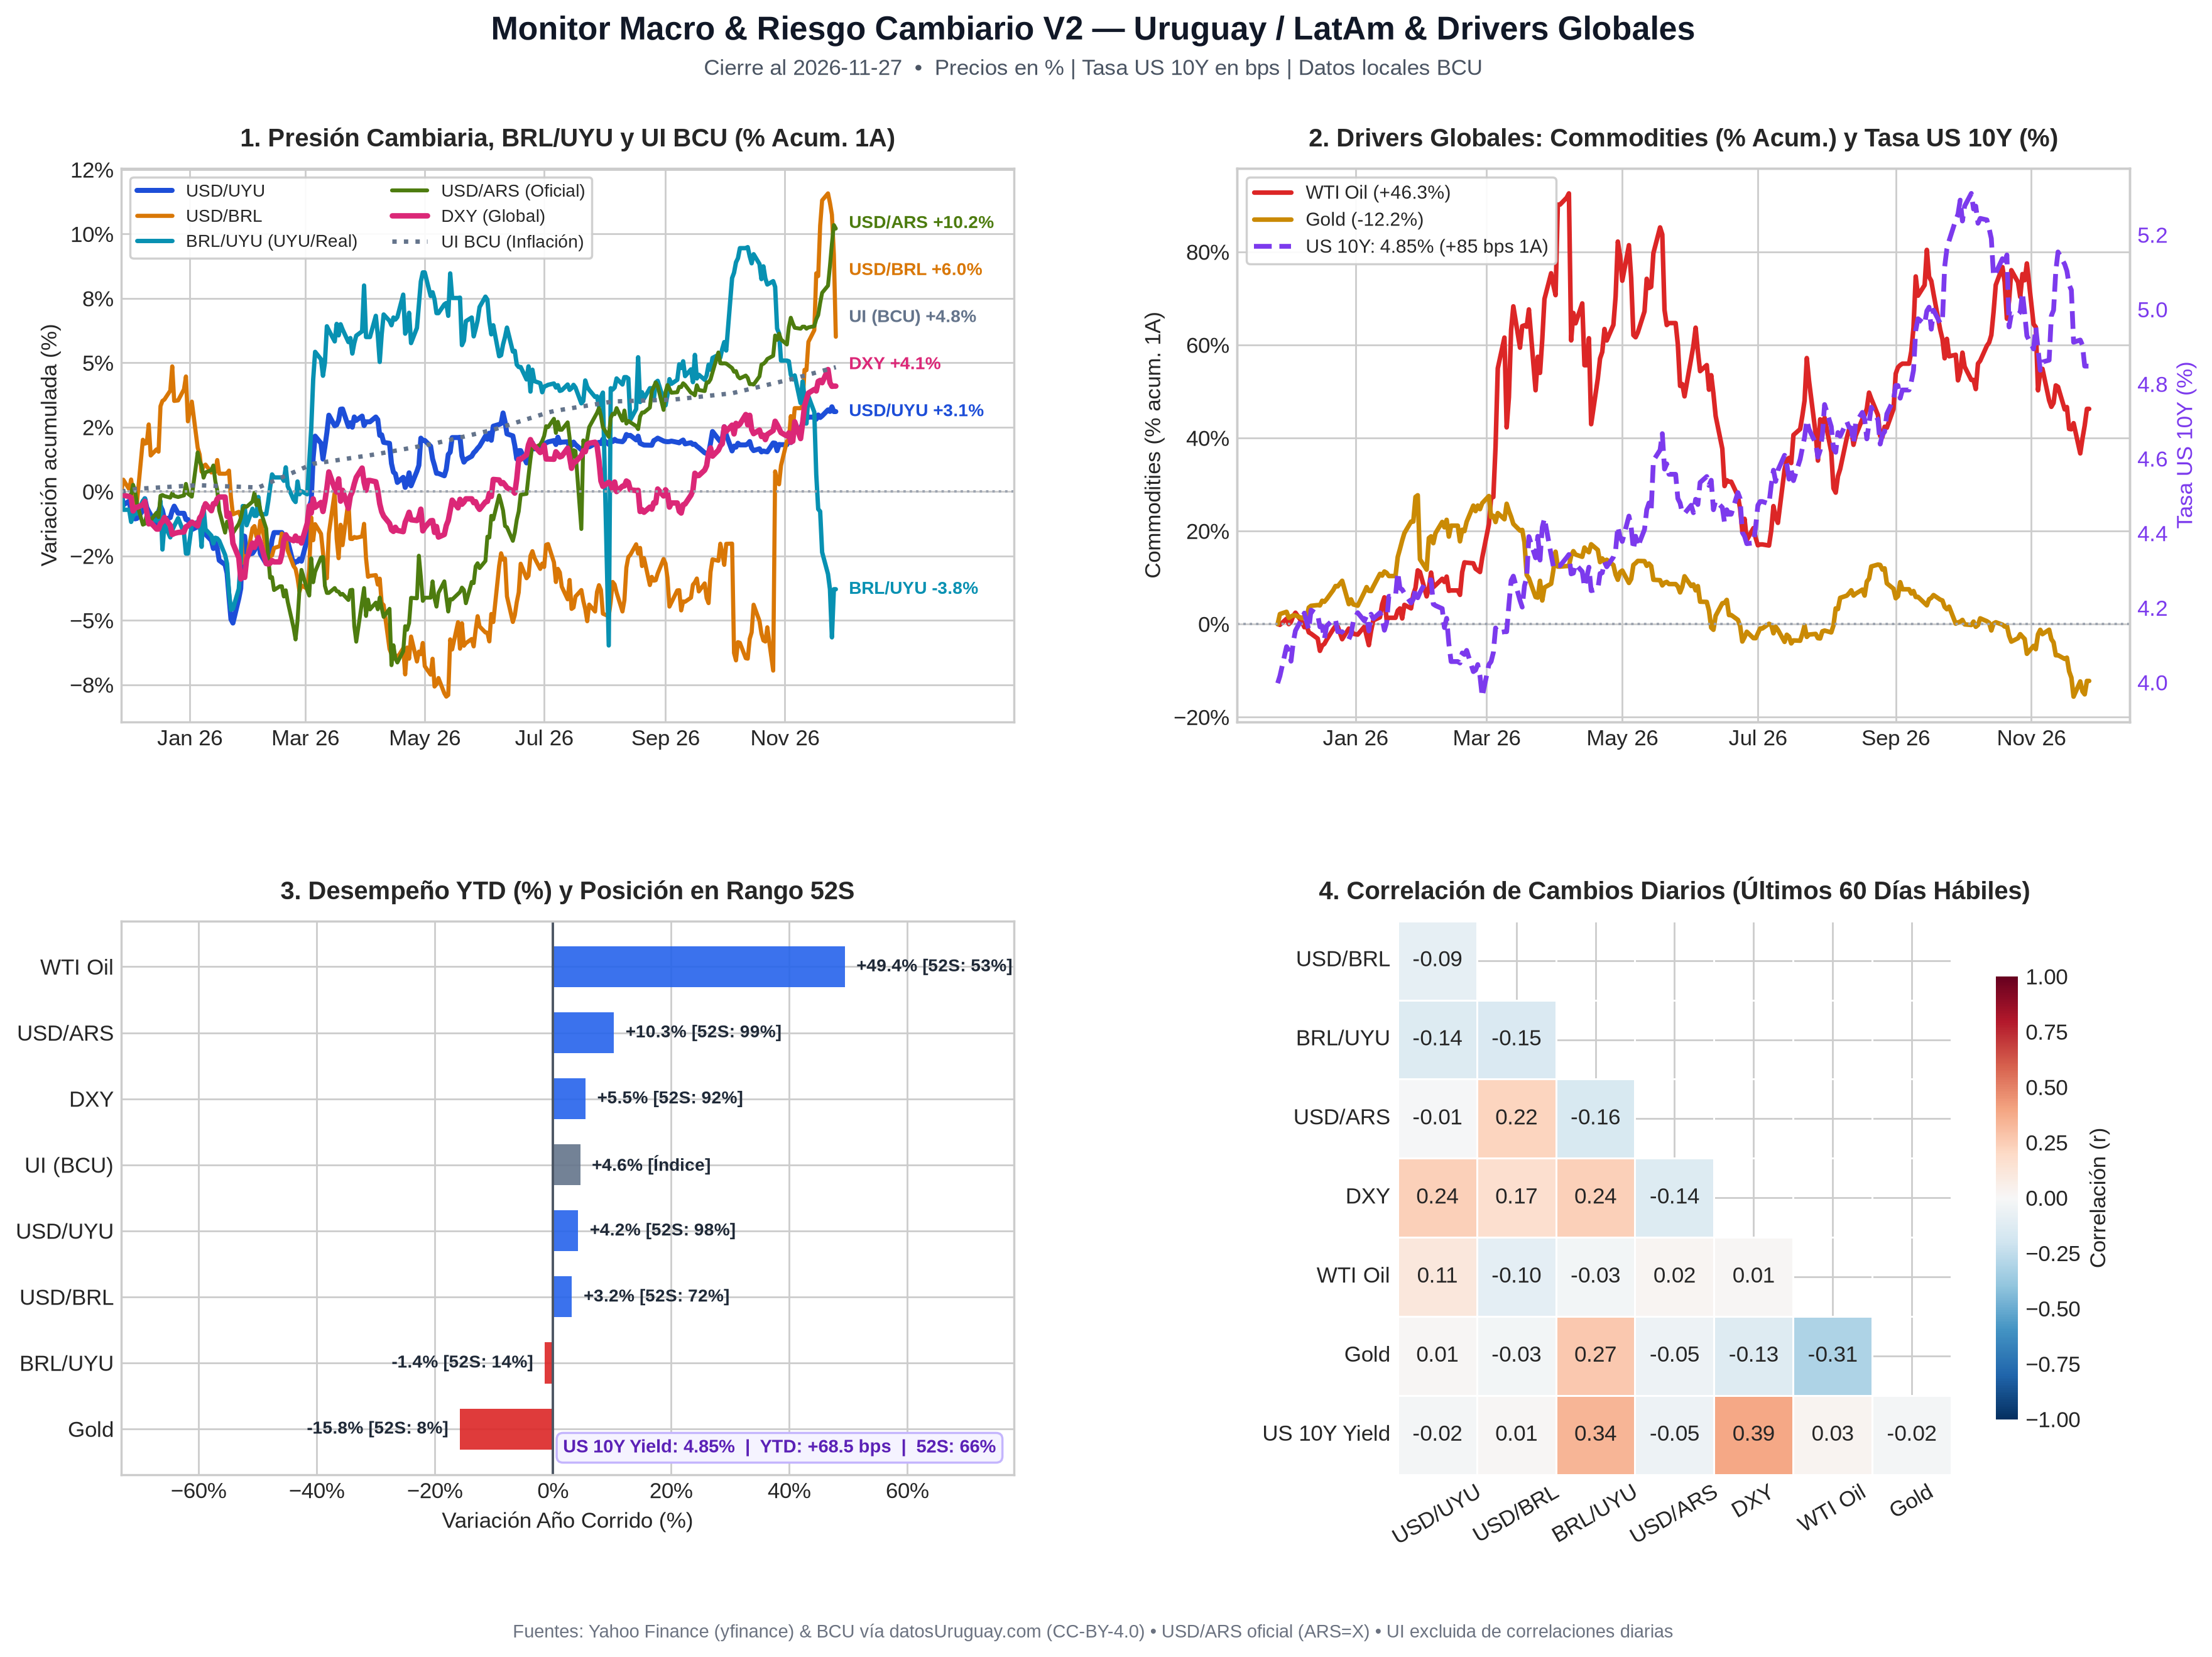 Monitor Macro & Riesgo Cambiario V2 — Uruguay / LatAm & Drivers Globales
Cierre al 2026-11-27 • Precios en % | Tasa US 10Y en bps | Datos locales BCU
1. Presión Cambiaria, BRL/UYU y UI BCU (% Acum. 1A)
USD/UYU
USD/BRL
BRL/UYU (UYU/Real)
USD/ARS (Oficial)
DXY (Global)
UI BCU (Inflación)
Variación acumulada (%)
12%
10%
8%
5%
2%
0%
−2%
−5%
−8%
USD/ARS +10.2%
USD/BRL +6.0%
UI (BCU) +4.8%
DXY +4.1%
USD/UYU +3.1%
BRL/UYU -3.8%
Jan 26
Mar 26
May 26
Jul 26
Sep 26
Nov 26
2. Drivers Globales: Commodities (% Acum.) y Tasa US 10Y (%)
WTI Oil (+46.3%)
Gold (-12.2%)
US 10Y: 4.85% (+85 bps 1A)
Commodities (% acum. 1A)
80%
60%
40%
20%
0%
−20%
5.2
5.0
4.8
4.6
4.4
4.2
4.0
Tasa US 10Y (%)
Jan 26
Mar 26
May 26
Jul 26
Sep 26
Nov 26
3. Desempeño YTD (%) y Posición en Rango 52S
WTI Oil
+49.4% [52S: 53%]
USD/ARS
+10.3% [52S: 99%]
DXY
+5.5% [52S: 92%]
UI (BCU)
+4.6% [Índice]
USD/UYU
+4.2% [52S: 98%]
USD/BRL
+3.2% [52S: 72%]
BRL/UYU
-1.4% [52S: 14%]
Gold
-15.8% [52S: 8%]
US 10Y Yield: 4.85% | YTD: +68.5 bps | 52S: 66%
−60%
−40%
−20%
0%
20%
40%
60%
Variación Año Corrido (%)
4. Correlación de Cambios Diarios (Últimos 60 Días Hábiles)
USD/BRL -0.09
BRL/UYU -0.14 -0.15
USD/ARS -0.01 0.22 -0.16
DXY 0.24 0.17 0.24 -0.14
WTI Oil 0.11 -0.10 -0.03 0.02 0.01
Gold 0.01 -0.03 0.27 -0.05 -0.13 -0.31
US 10Y Yield -0.02 0.01 0.34 -0.05 0.39 0.03 -0.02
USD/UYU
USD/BRL
BRL/UYU
USD/ARS
DXY
WTI Oil
Gold
1.00
0.75
0.50
0.25
0.00
−0.25
−0.50
−0.75
−1.00
Correlación (r)
Fuentes: Yahoo Finance (yfinance) & BCU vía datosUruguay.com (CC-BY-4.0) • USD/ARS oficial (ARS=X) • UI excluida de correlaciones diarias